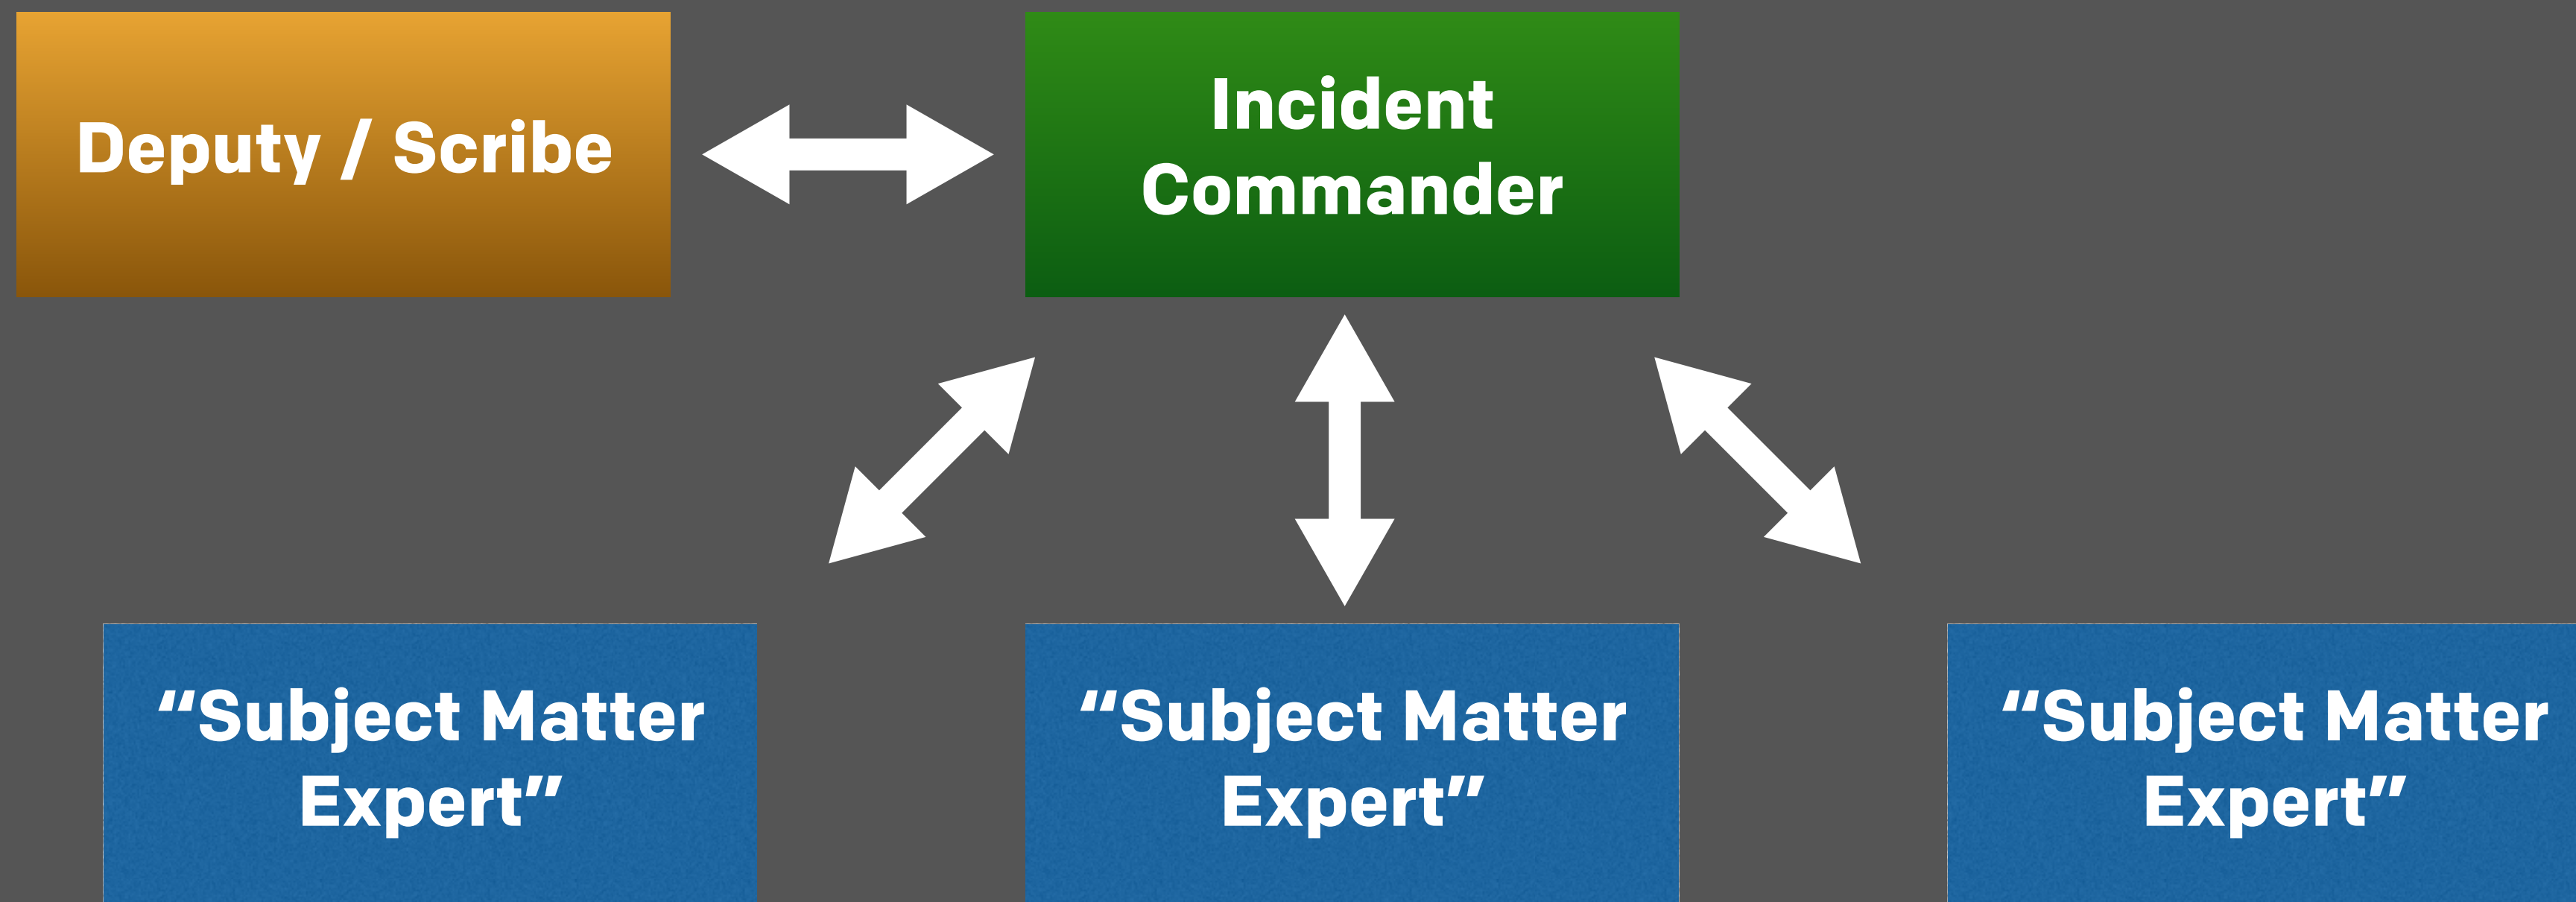 Deputy / Scribe
Incident
Commander
“Subject Matter
Expert”
“Subject Matter
Expert”
“Subject Matter
Expert”